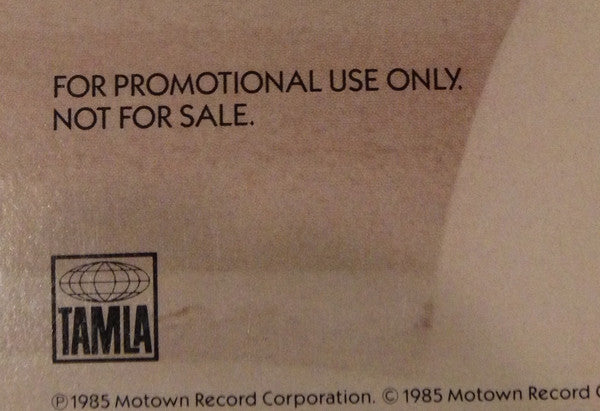 FOR PROMOTIONAL USE ONLY.
NOT FOR SALE.
TAMLA
℗1985 Motown Record Corporation. ©1985 Motown Record